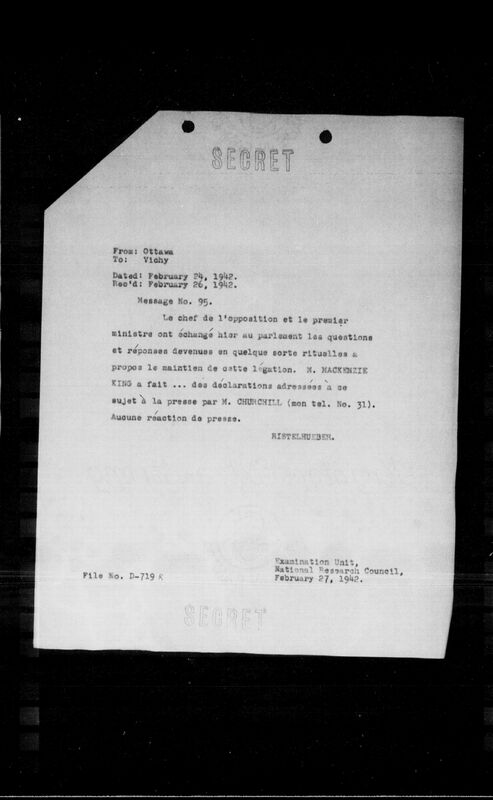 SECRET
From: Ottawa
To: Vichy
Dated: February 24, 1942.
Rec'd: February 26, 1942.
Message No. 95.
Le chef de l'opposition et le premier
ministre ont échangé hier au parlement les questions
et réponses devenues en quelque sorte rituelles a
propos le maintien de cette légation. M. MACKENZIE
KING a fait ... des déclarations adressées à ce
sujet à la presse par M. CHURCHILL (mon tel. No. 31).
Aucune réaction de presse.
RISTELHUEBER.
Examination Unit,
National Research Council,
File No. D-719 February 27, 1942.
SECRET